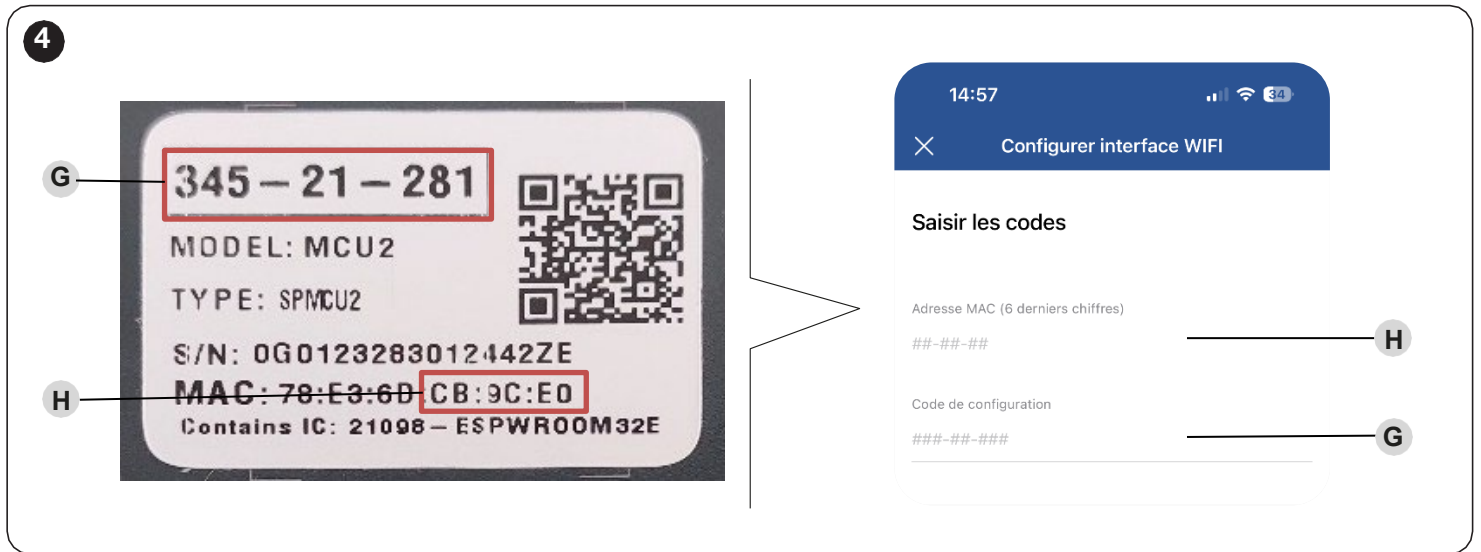 4
G
345-21-281
MODEL: MCU2
TYPE: SPMCU2
S/N: 0G0123283012442ZE
H
MAC: 78:E3:6D:CB:9C:E0
Contains IC: 21098-ESPWROOM32E
14:57
34
Configurer interface WIFI
Saisir les codes
Adresse MAC (6 derniers chiffres)
##-##-##
H
Code de configuration
###-##-###
G